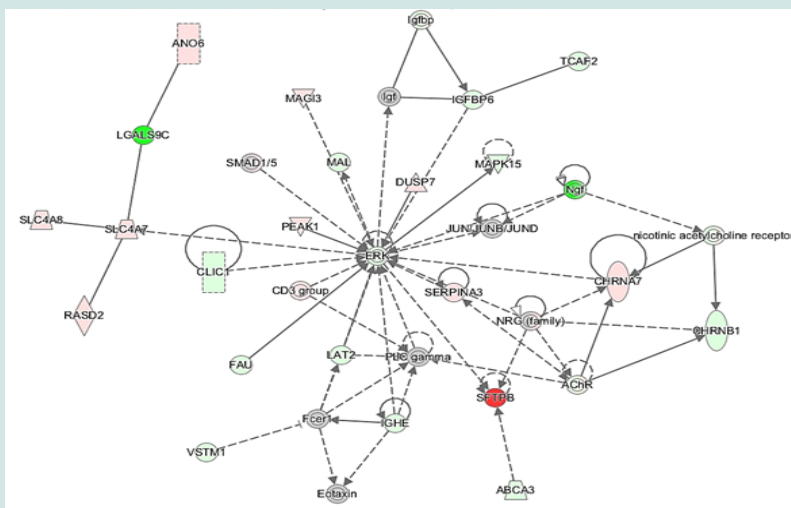 Igfbp
ANO6
TCAF2
MAGI3
Igf
IGFBP6
LGALS9C
SMAD1/5
MAL
MAPK15
DUSP7
Ngf
SLC4A8
SLC4A7
PEAK1
JUN/JUNB/JUND
nicotinic acetylcholine receptor
ERK
CLIC1
CD3 group
SERPINA3
CHRNA7
RASD2
NRG (family)
CHRNB1
FAU
LAT2
PLC gamma
AChR
SFTPB
Fcer1
IGHE
VSTM1
Eotaxin
ABCA3